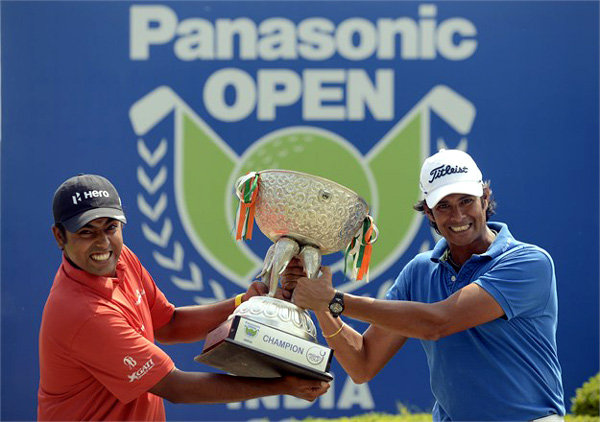 Panasonic
OPEN
Hero
Titleist
CHAMPION
INDIA